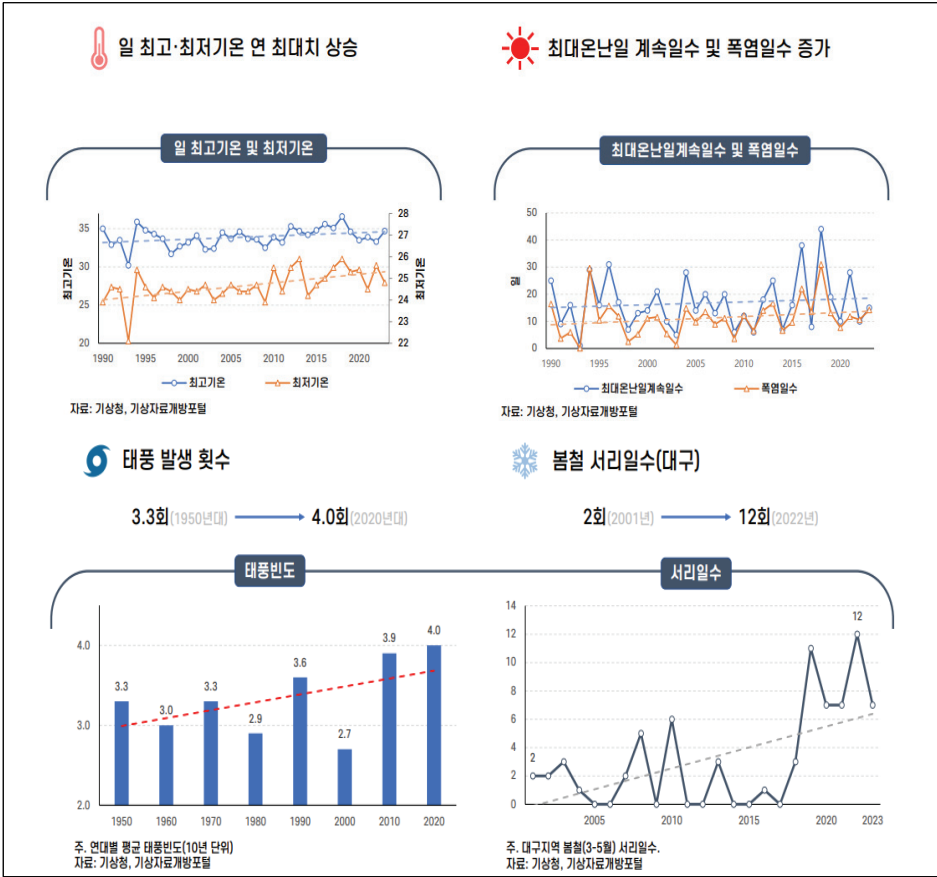 일 최고·최저기온 연 최대치 상승
최대온난일 계속일수 및 폭염일수 증가
일 최고기온 및 최저기온
최고기온
35
30
25
20
28
27
26
25
24
23
22
최저기온
1990 1995 2000 2005 2010 2015 2020
최고기온 최저기온
자료: 기상청, 기상자료개방포털
최대온난일계속일수 및 폭염일수
일
50
40
30
20
10
0
1990 1995 2000 2005 2010 2015 2020
최대온난일계속일수 폭염일수
자료: 기상청, 기상자료개방포털
태풍 발생 횟수
3.3회(1950년대) 4.0회(2020년대)
봄철 서리일수(대구)
2회(2001년) 12회(2022년)
태풍빈도
4.0
3.0
2.0
3.3 3.0 3.3 2.9 3.6 2.7 3.9 4.0
1950 1960 1970 1980 1990 2000 2010 2020
주. 연대별 평균 태풍빈도(10년 단위)
자료: 기상청, 기상자료개방포털
서리일수
14
12
10
8
6
4
2
0
2 12
2005 2010 2015 2020 2023
주. 대구지역 봄철(3-5월) 서리일수.
자료: 기상청, 기상자료개방포털